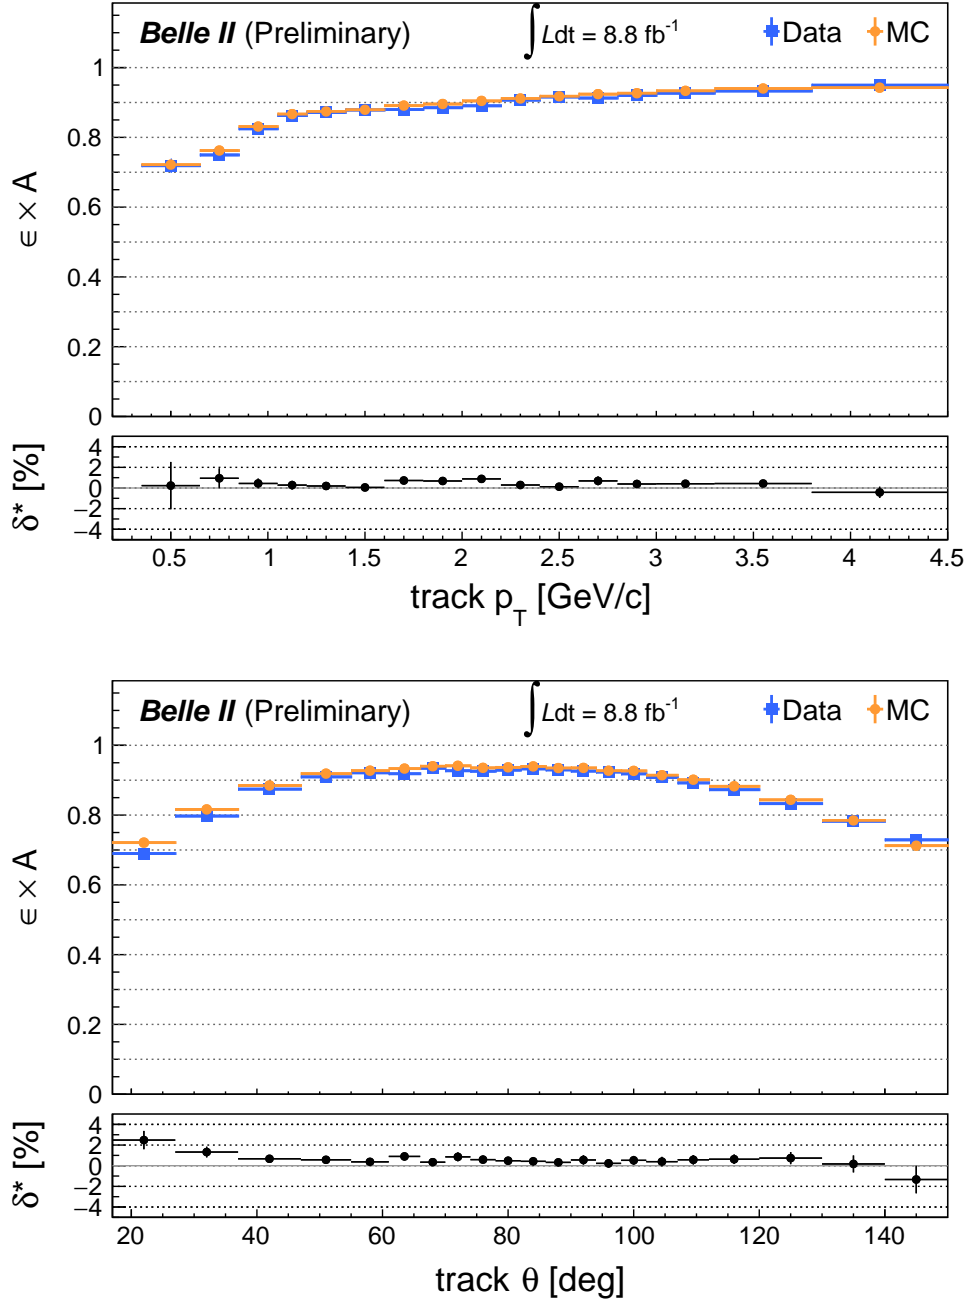 Belle II (Preliminary) ∫ Ldt = 8.8 fb⁻¹ Data MC
1
0.8
0.6
0.4
0.2
0
ϵ × A
4
2
0
−2
−4
δ* [%]
0.5 1 1.5 2 2.5 3 3.5 4 4.5
track p_T [GeV/c]
Belle II (Preliminary) ∫ Ldt = 8.8 fb⁻¹ Data MC
1
0.8
0.6
0.4
0.2
0
ϵ × A
4
2
0
−2
−4
δ* [%]
20 40 60 80 100 120 140
track θ [deg]